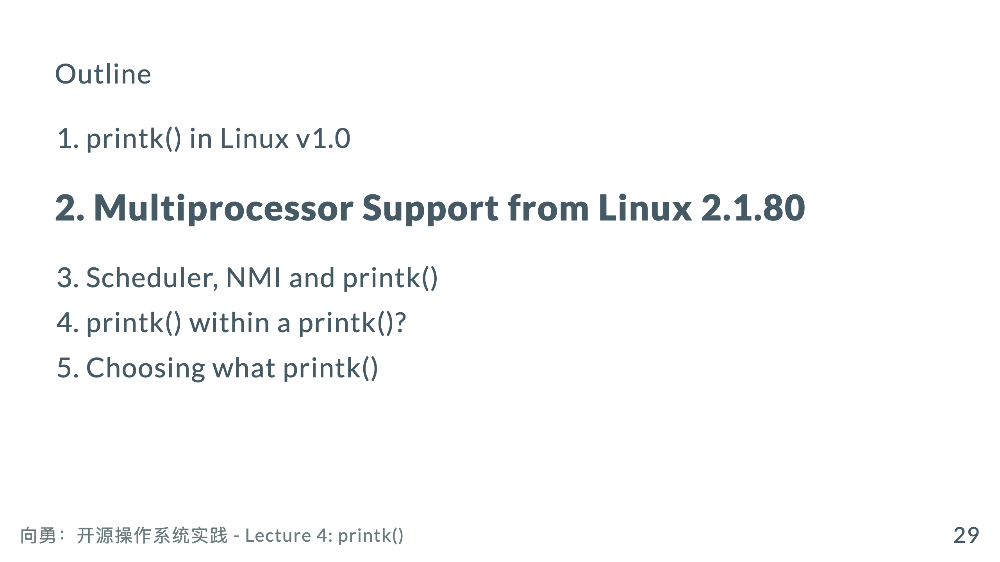 Outline
1. printk() in Linux v1.0
2. Multiprocessor Support from Linux 2.1.80
3. Scheduler, NMI and printk()
4. printk() within a printk()?
5. Choosing what printk()
向勇：开源操作系统实践 - Lecture 4: printk()
29